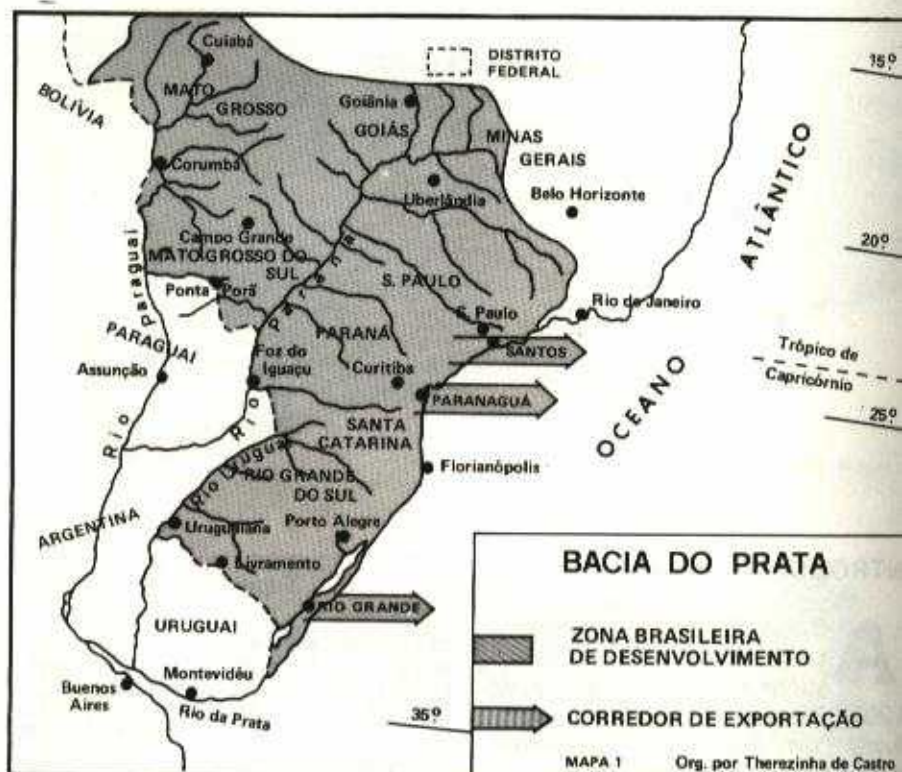 Cuiabá
DISTRITO
FEDERAL
15º
BOLÍVIA
MATO
GROSSO
Goiânia
GOIÁS
MINAS
GERAIS
Corumbá
Uberlândia
Belo Horizonte
ATLÂNTICO
Campo Grande
MATO GROSSO DO
SUL
20º
Paraná
S. PAULO
Ponta Porã
Rio Paraguai
S. Paulo
Rio de Janeiro
PARAGUAI
PARANÁ
SANTOS
Trópico de
Capricórnio
Assunção
Foz do
Iguaçu
Curitiba
PARANAGUÁ
OCEANO
25º
Rio
SANTA
CATARINA
Rio Uruguai
RIO GRANDE
DO SUL
Florianópolis
ARGENTINA
Uruguaiana
Porto Alegre
Livramento
BACIA DO PRATA
RIO GRANDE
URUGUAI
ZONA BRASILEIRA
DE DESENVOLVIMENTO
Montevidéu
Buenos
Aires
Rio da Prata
35º
CORREDOR DE EXPORTAÇÃO
MAPA 1 Org. por Therezinha de Castro